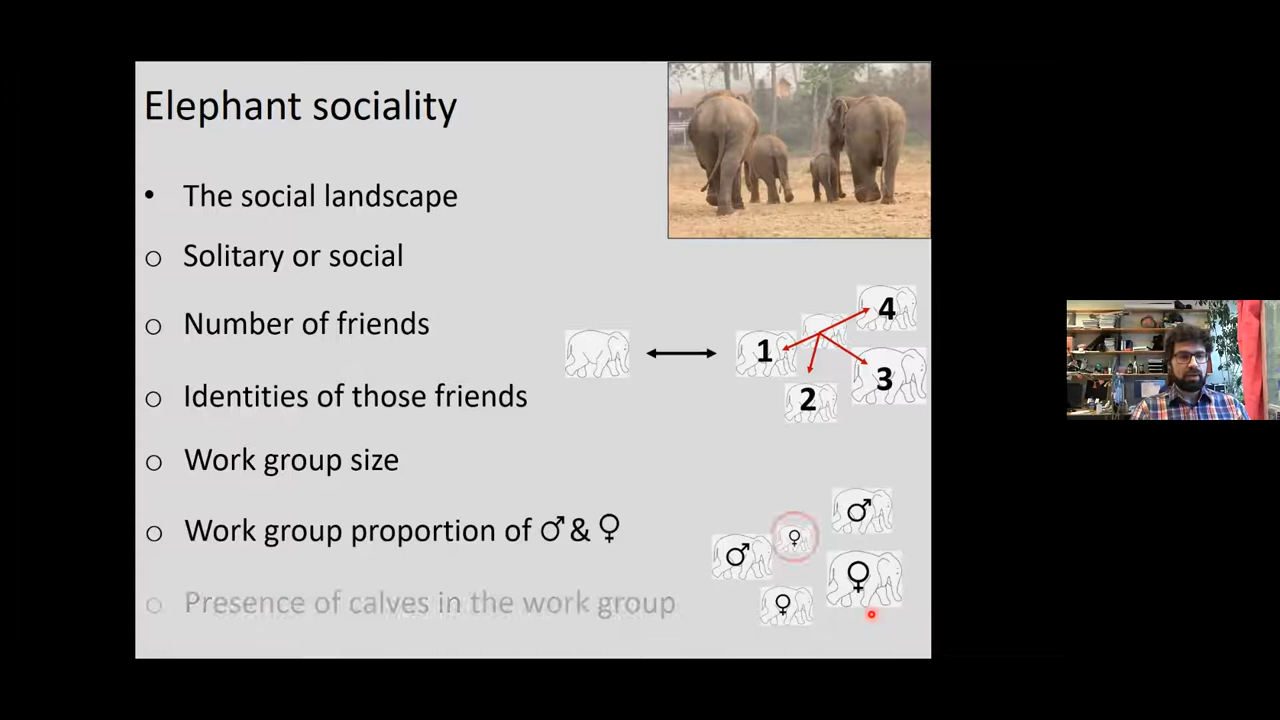 Elephant sociality
• The social landscape
o Solitary or social
o Number of friends
4
1
3
2
o Identities of those friends
o Work group size
o Work group proportion of ♂ & ♀
♂
♀
♂
♀
♀
o Presence of calves in the work group